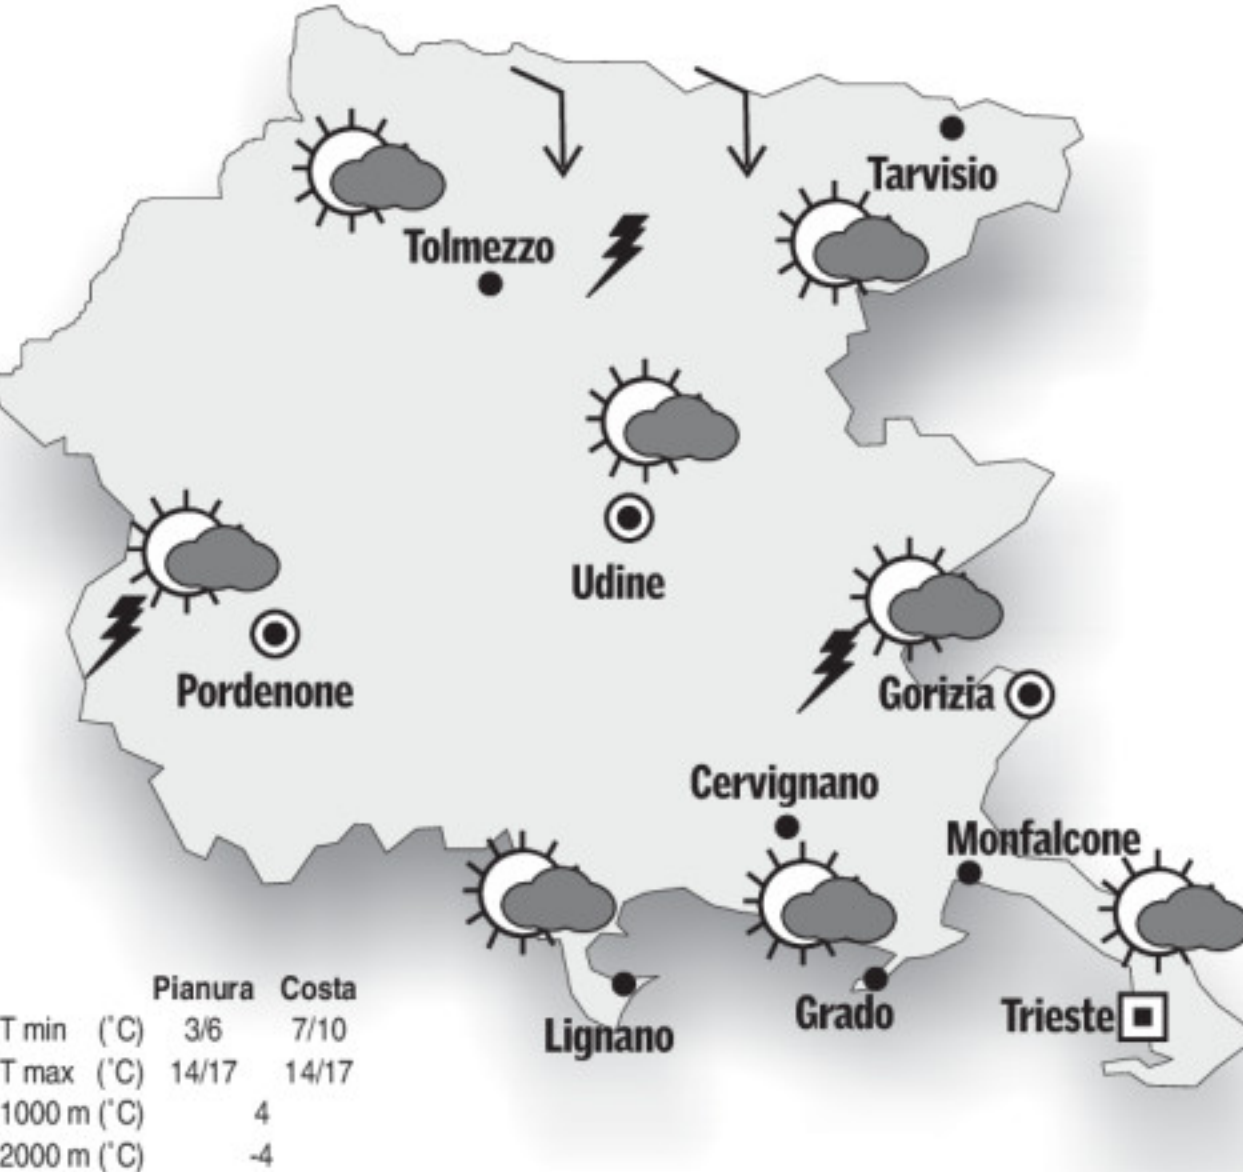 Tarvisio
Tolmezzo
Udine
Pordenone
Gorizia
Cervignano
Monfalcone
Grado
Trieste
Lignano
Pianura Costa
T min (°C) 3/6 7/10
T max (°C) 14/17 14/17
1000 m (°C) 4
2000 m (°C) -4